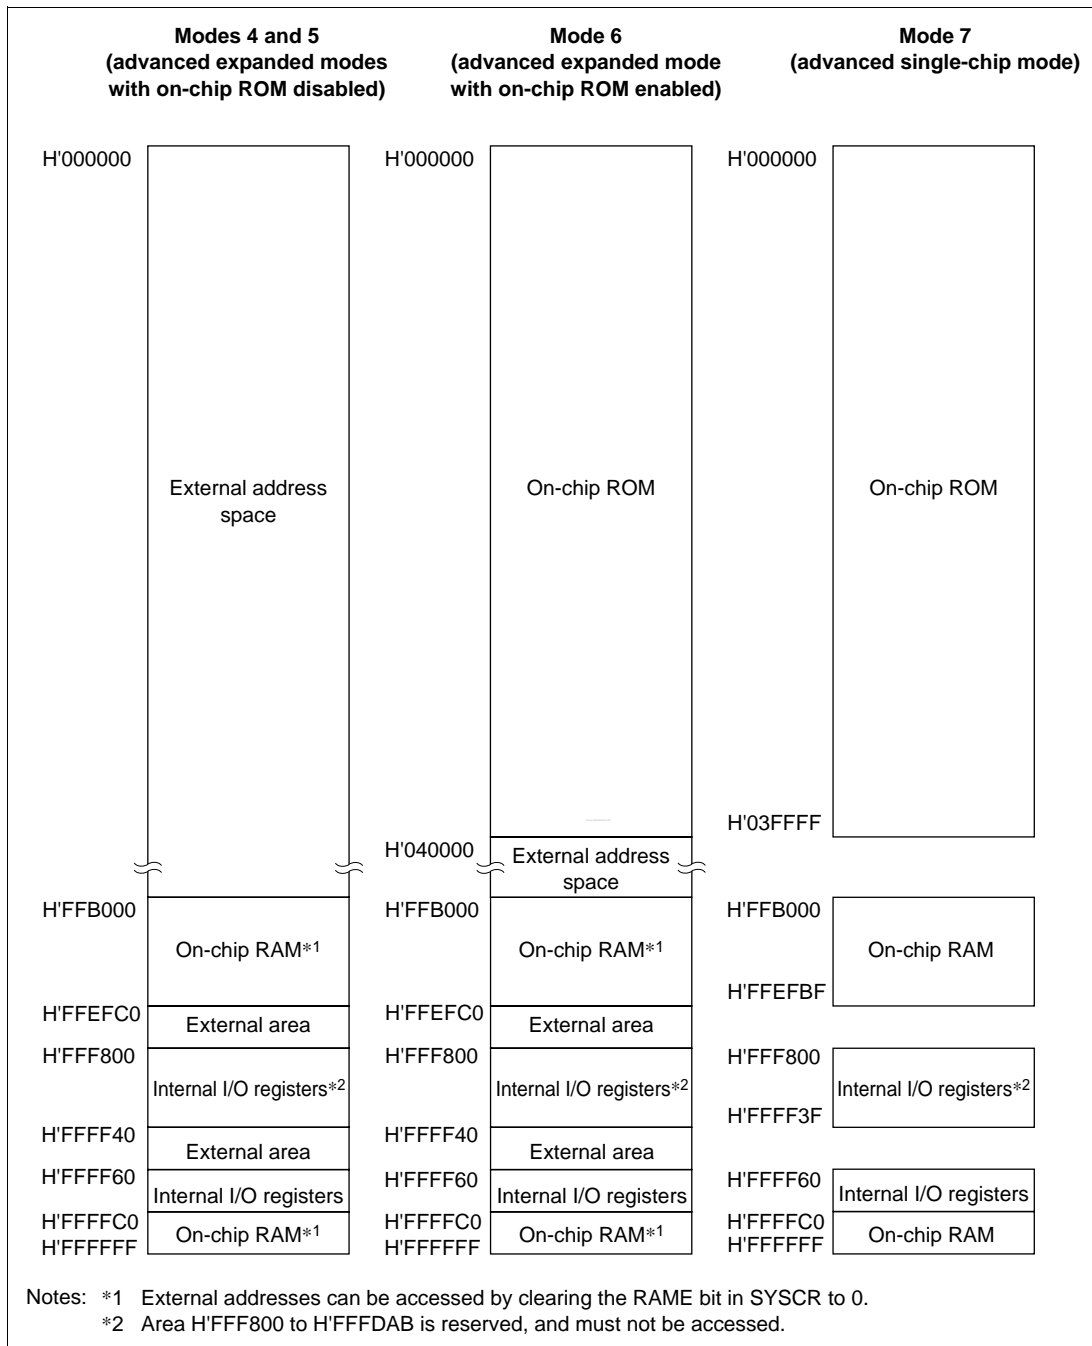 Modes 4 and 5
(advanced expanded modes
with on-chip ROM disabled)
H'000000
External address
space
H'FFB000
On-chip RAM*1
H'FFEFC0
External area
H'FFF800
Internal I/O registers*2
H'FFFF40
External area
H'FFFF60
Internal I/O registers
H'FFFFC0
On-chip RAM*1
H'FFFFFF
Mode 6
(advanced expanded mode
with on-chip ROM enabled)
H'000000
On-chip ROM
H'040000
External address
space
H'FFB000
On-chip RAM*1
H'FFEFC0
External area
H'FFF800
Internal I/O registers*2
H'FFFF40
External area
H'FFFF60
Internal I/O registers
H'FFFFC0
On-chip RAM*1
H'FFFFFF
Mode 7
(advanced single-chip mode)
H'000000
On-chip ROM
H'03FFFF
H'FFB000
On-chip RAM
H'FFEFBF
H'FFF800
Internal I/O registers*2
H'FFFF3F
H'FFFF60
Internal I/O registers
H'FFFFC0
On-chip RAM
H'FFFFFF
Notes: *1 External addresses can be accessed by clearing the RAME bit in SYSCR to 0.
*2 Area H'FFF800 to H'FFFDAB is reserved, and must not be accessed.